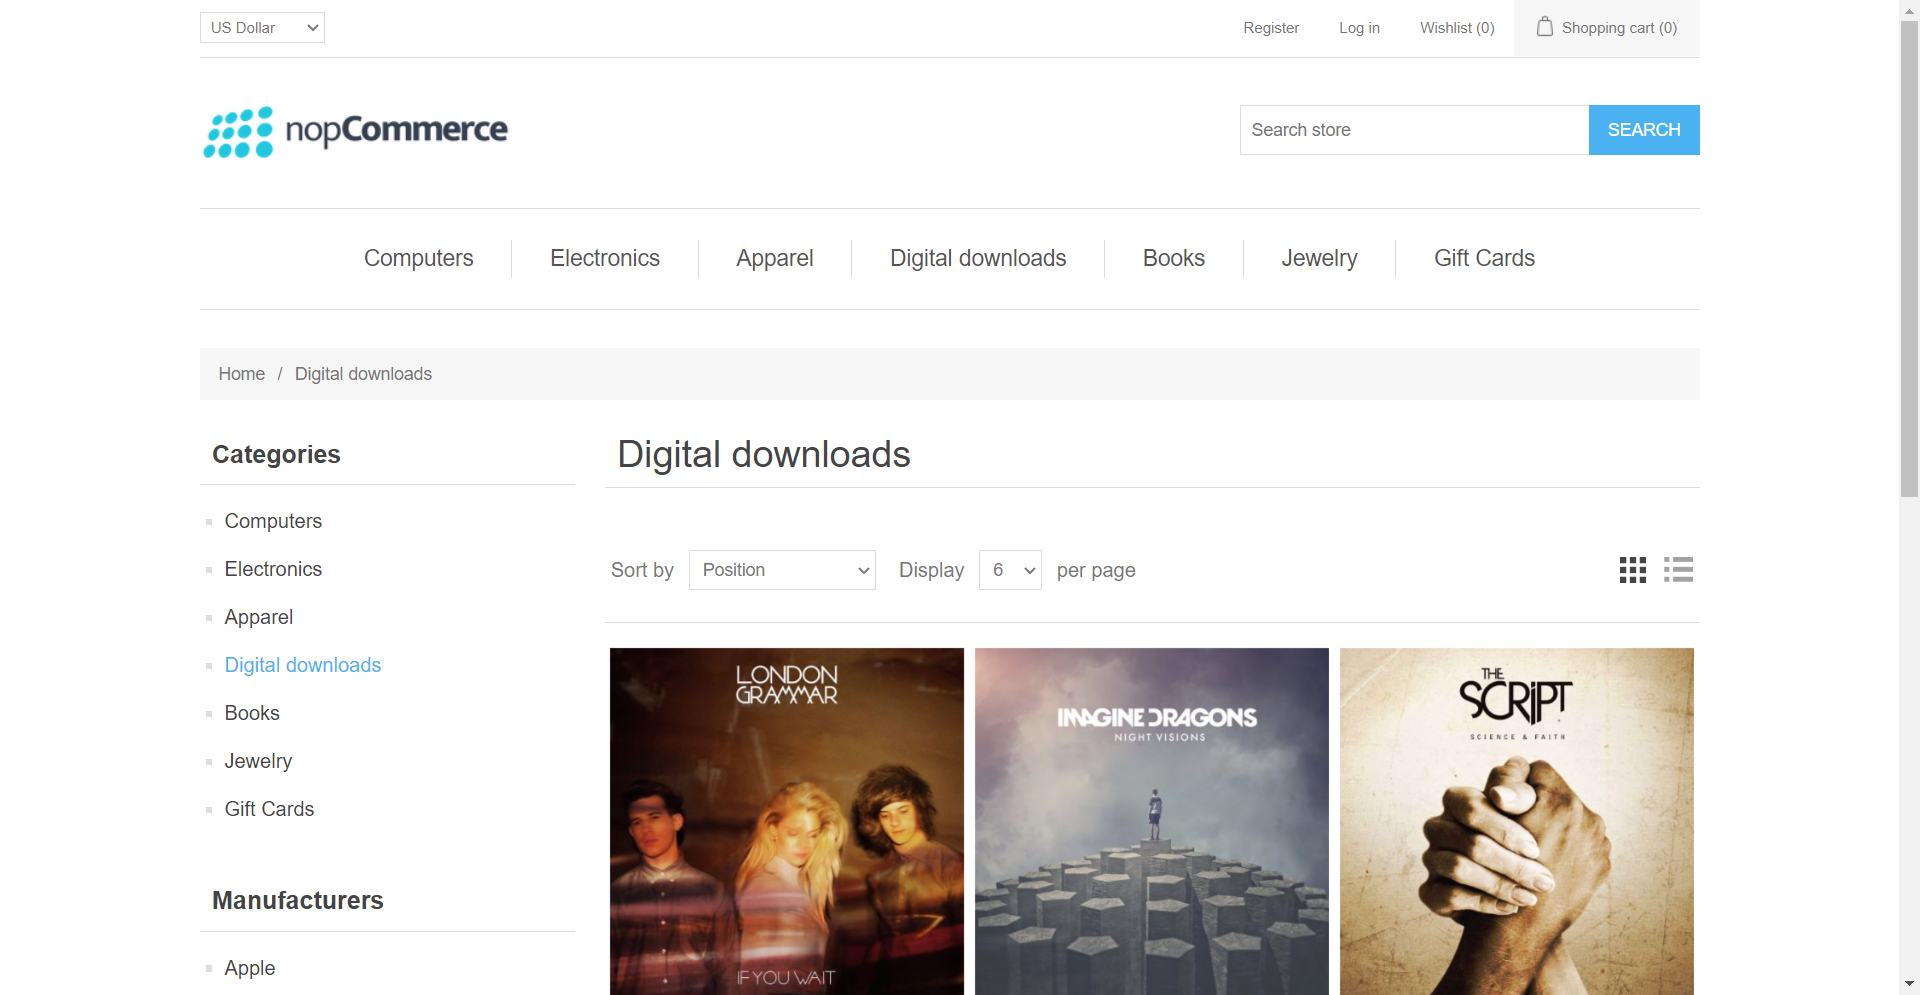 US Dollar
Register
Log in
Wishlist (0)
Shopping cart (0)
nopCommerce
Search store
SEARCH
Computers
Electronics
Apparel
Digital downloads
Books
Jewelry
Gift Cards
Home / Digital downloads
Categories
Computers
Electronics
Apparel
Digital downloads
Books
Jewelry
Gift Cards
Manufacturers
Apple
Digital downloads
Sort by Position Display 6 per page
LONDON
GRAMMAR
IF YOU WAIT
IMAGINE DRAGONS
NIGHT VISIONS
THE
SCRIPT
SCIENCE & FAITH